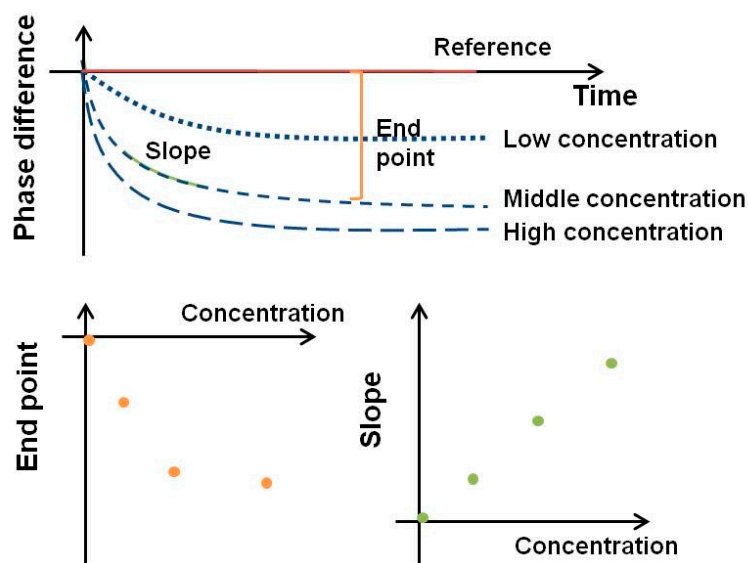 Reference
Time
Phase difference
End
point
Slope
Low concentration
Middle concentration
High concentration
Concentration
End point
Slope
Concentration